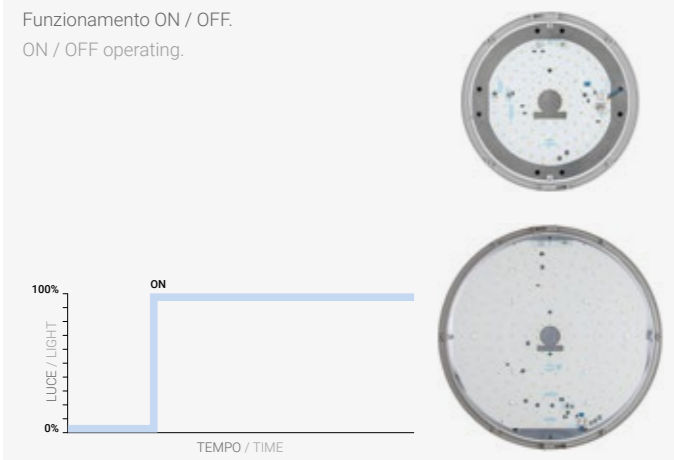 Funzionamento ON / OFF.
ON / OFF operating.
ON
100%
LUCE / LIGHT
0%
TEMPO / TIME